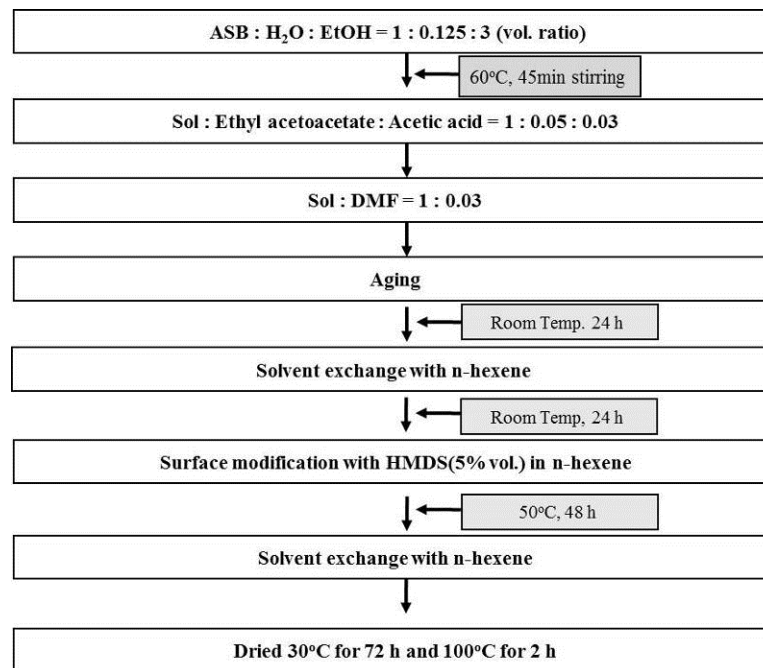 ASB : H₂O : EtOH = 1 : 0.125 : 3 (vol. ratio)
60°C, 45min stirring
Sol : Ethyl acetoacetate : Acetic acid = 1 : 0.05 : 0.03
Sol : DMF = 1 : 0.03
Aging
Room Temp. 24 h
Solvent exchange with n-hexene
Room Temp, 24 h
Surface modification with HMDS(5% vol.) in n-hexene
50°C, 48 h
Solvent exchange with n-hexene
Dried 30°C for 72 h and 100°C for 2 h